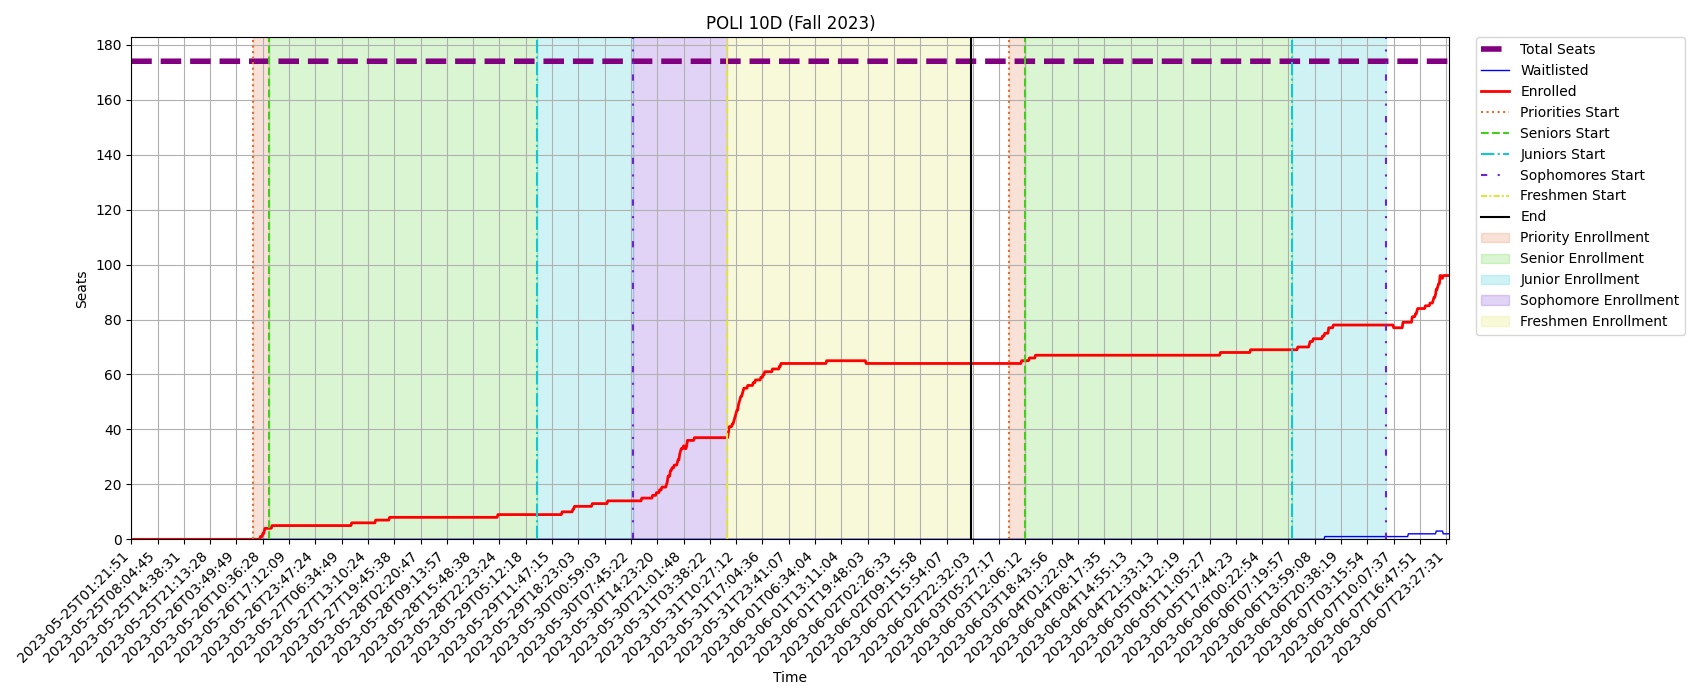 POLI 10D (Fall 2023)
Seats
180
160
140
120
100
80
60
40
20
0
2023-05-25T01:21:51
2023-05-25T08:04:45
2023-05-25T14:38:31
2023-05-25T21:13:28
2023-05-26T03:49:49
2023-05-26T10:36:28
2023-05-26T17:12:09
2023-05-26T23:47:24
2023-05-27T06:34:49
2023-05-27T13:10:24
2023-05-27T19:45:38
2023-05-28T02:20:47
2023-05-28T09:13:57
2023-05-28T15:48:38
2023-05-28T22:23:24
2023-05-29T05:12:18
2023-05-29T11:47:15
2023-05-29T18:23:03
2023-05-30T00:59:03
2023-05-30T07:45:22
2023-05-30T14:23:20
2023-05-30T21:01:48
2023-05-31T03:38:22
2023-05-31T10:27:12
2023-05-31T17:04:36
2023-05-31T23:41:07
2023-06-01T06:34:04
2023-06-01T13:11:04
2023-06-01T19:48:03
2023-06-02T02:26:33
2023-06-02T09:15:58
2023-06-02T15:54:07
2023-06-02T22:32:03
2023-06-03T05:27:17
2023-06-03T12:06:12
2023-06-03T18:43:56
2023-06-04T01:22:04
2023-06-04T08:17:35
2023-06-04T14:55:13
2023-06-04T21:33:13
2023-06-05T04:12:19
2023-06-05T11:05:27
2023-06-05T17:44:23
2023-06-06T00:22:54
2023-06-06T07:19:57
2023-06-06T13:59:08
2023-06-06T20:38:19
2023-06-07T03:15:54
2023-06-07T10:07:37
2023-06-07T16:47:51
2023-06-07T23:27:31
Time
Total Seats
Waitlisted
Enrolled
Priorities Start
Seniors Start
Juniors Start
Sophomores Start
Freshmen Start
End
Priority Enrollment
Senior Enrollment
Junior Enrollment
Sophomore Enrollment
Freshmen Enrollment